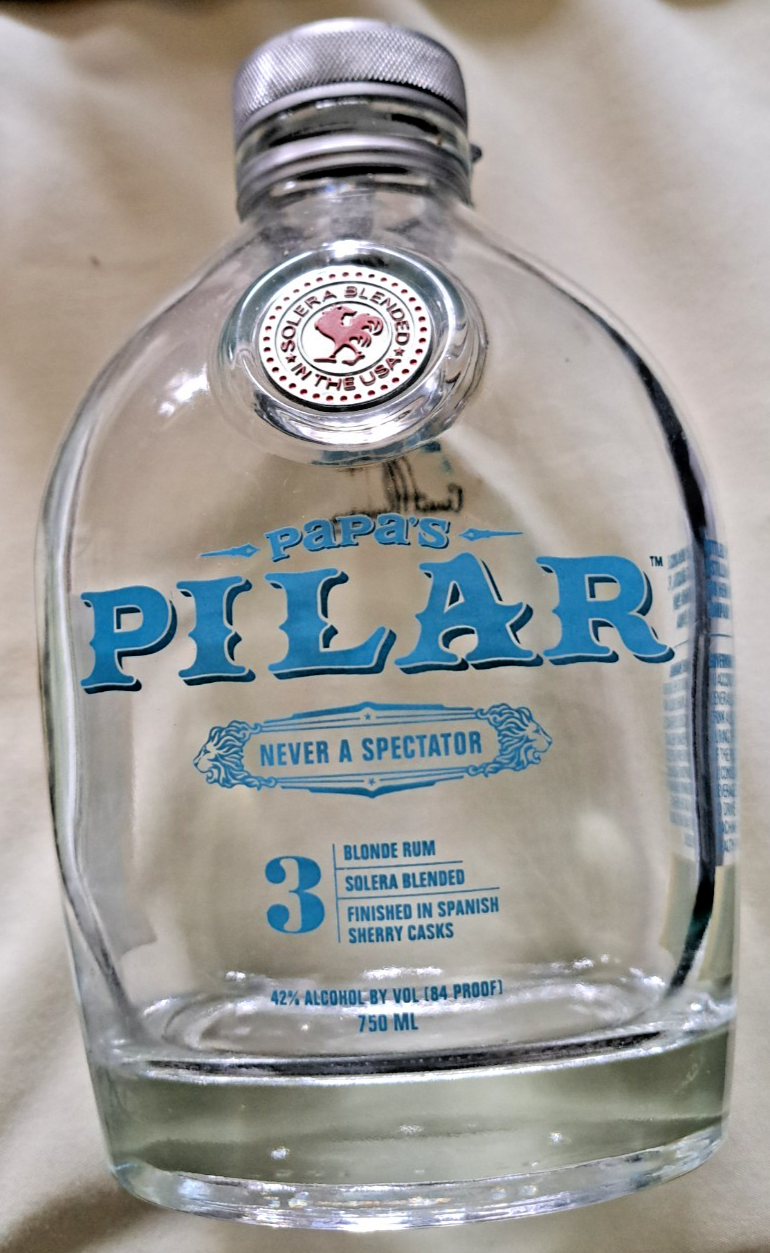 SOLERA BLENDED
★ IN THE USA ★
PAPA'S
PILAR™
NEVER A SPECTATOR
3
BLONDE RUM
SOLERA BLENDED
FINISHED IN SPANISH
SHERRY CASKS
42% ALCOHOL BY VOL (84 PROOF)
750 ML